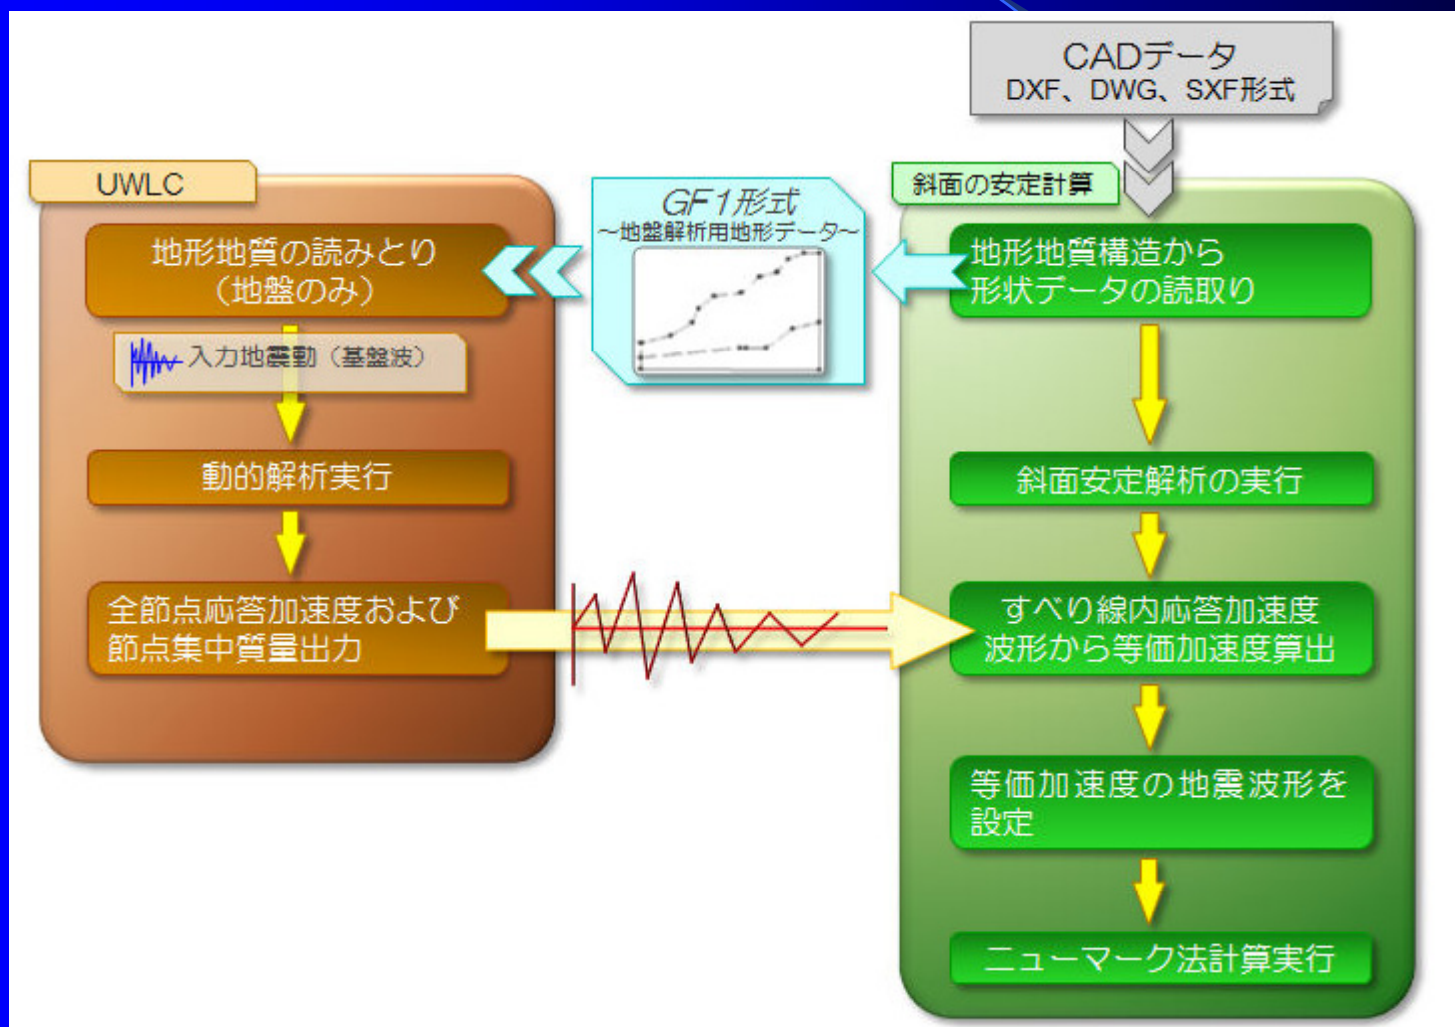 CADデータ
DXF、DWG、SXF形式
UWLC
地形地質の読みとり
（地盤のみ）
入力地震動（基盤波）
動的解析実行
全節点応答加速度および
節点集中質量出力
GF1形式
～地盤解析用地形データ～
斜面の安定計算
地形地質構造から
形状データの読取り
斜面安定解析の実行
すべり線内応答加速度
波形から等価加速度算出
等価加速度の地震波形を
設定
ニューマーク法計算実行